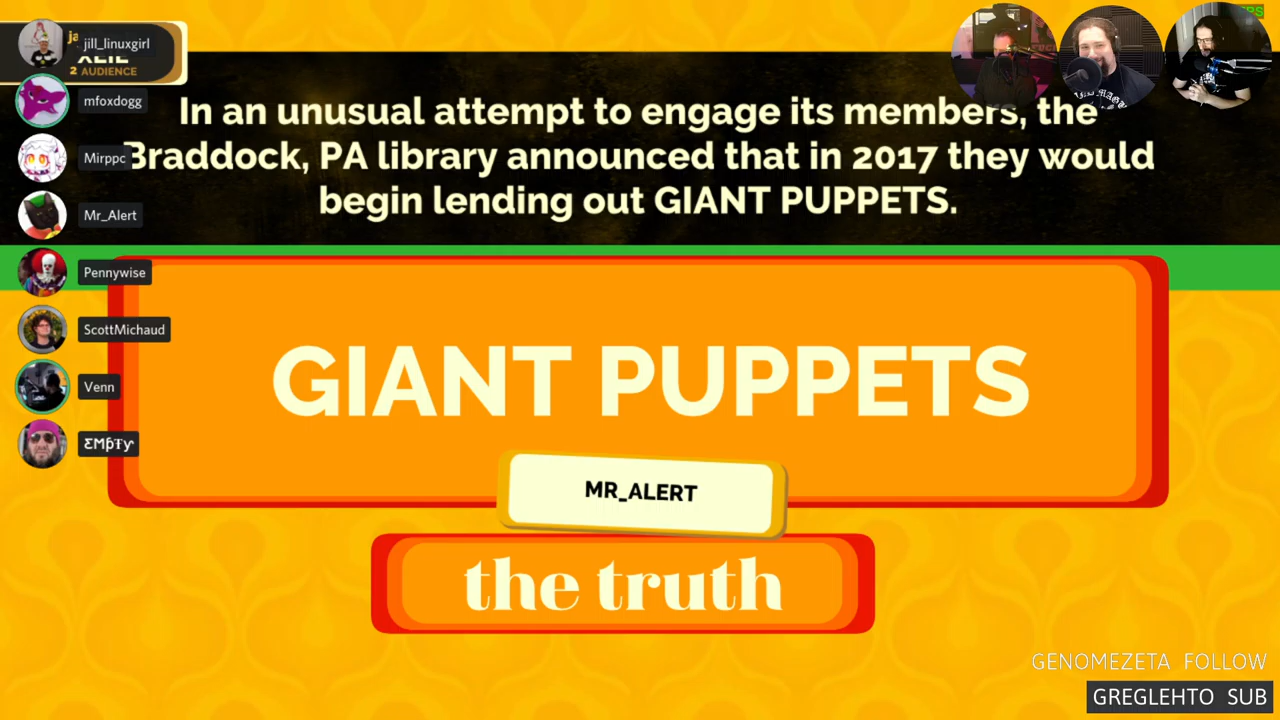 jill_linuxgirl
2 AUDIENCE
mfoxdogg
Mirppc
Mr_Alert
Pennywise
ScottMichaud
Venn
ΣMþŦƴ
In an unusual attempt to engage its members, the
Braddock, PA library announced that in 2017 they would
begin lending out GIANT PUPPETS.
GIANT PUPPETS
MR_ALERT
the truth
GENOMEZETA FOLLOW
GREGLEHTO SUB